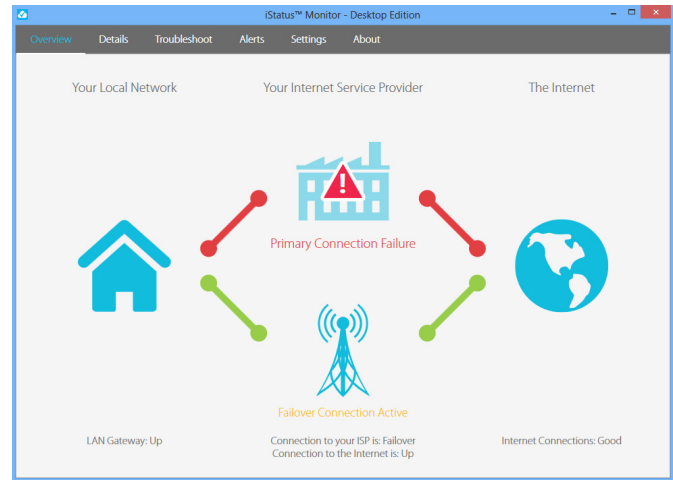 iStatus™ Monitor - Desktop Edition
Overview Details Troubleshoot Alerts Settings About
Your Local Network Your Internet Service Provider The Internet
Primary Connection Failure
Failover Connection Active
LAN Gateway: Up Connection to your ISP is: Failover Internet Connections: Good
Connection to the Internet is: Up